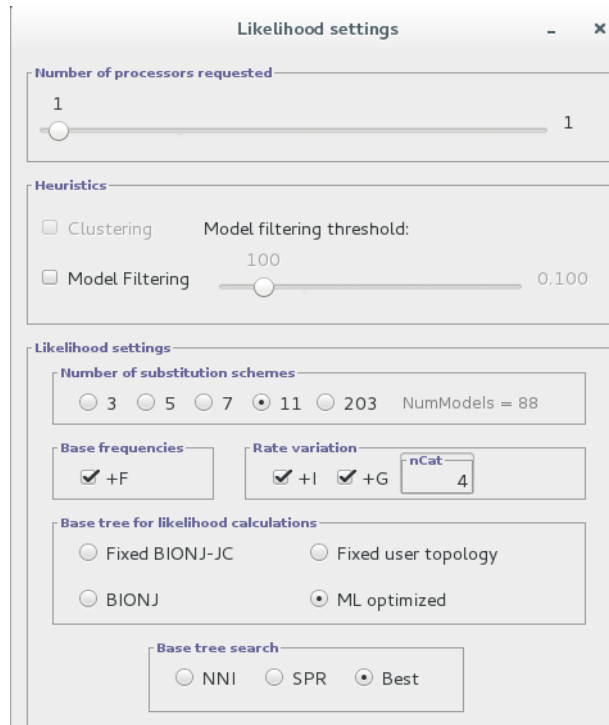 Likelihood settings
Number of processors requested
1
1
Heuristics
Clustering Model filtering threshold:
100
Model Filtering 0.100
Likelihood settings
Number of substitution schemes
3 5 7 11 203 NumModels = 88
Base frequencies Rate variation
nCat
+F +I +G 4
Base tree for likelihood calculations
Fixed BIONJ-JC Fixed user topology
BIONJ ML optimized
Base tree search
NNI SPR Best